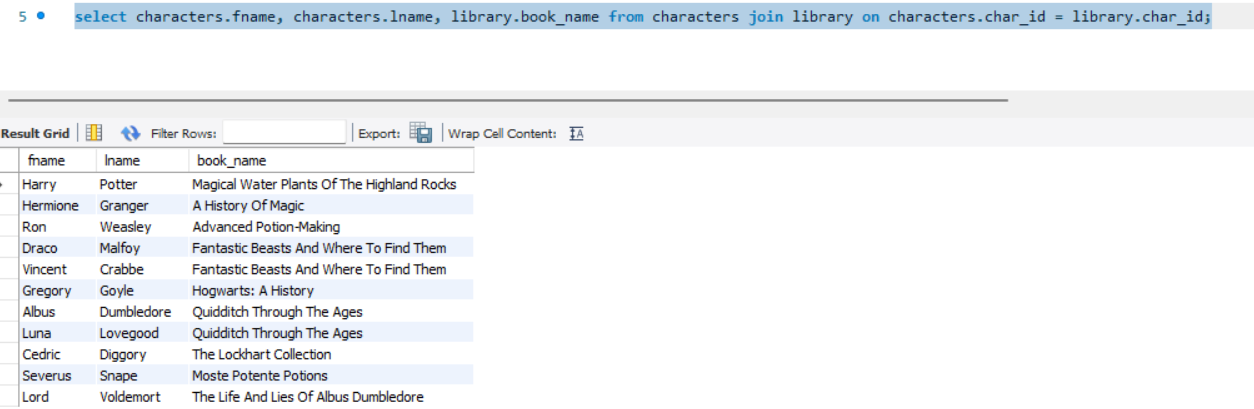 5 select characters.fname, characters.lname, library.book_name from characters join library on characters.char_id = library.char_id;
Result Grid Filter Rows: Export: Wrap Cell Content: IA
fname lname book_name
Harry Potter Magical Water Plants Of The Highland Rocks
Hermione Granger A History Of Magic
Ron Weasley Advanced Potion-Making
Draco Malfoy Fantastic Beasts And Where To Find Them
Vincent Crabbe Fantastic Beasts And Where To Find Them
Gregory Goyle Hogwarts: A History
Albus Dumbledore Quidditch Through The Ages
Luna Lovegood Quidditch Through The Ages
Cedric Diggory The Lockhart Collection
Severus Snape Moste Potente Potions
Lord Voldemort The Life And Lies Of Albus Dumbledore